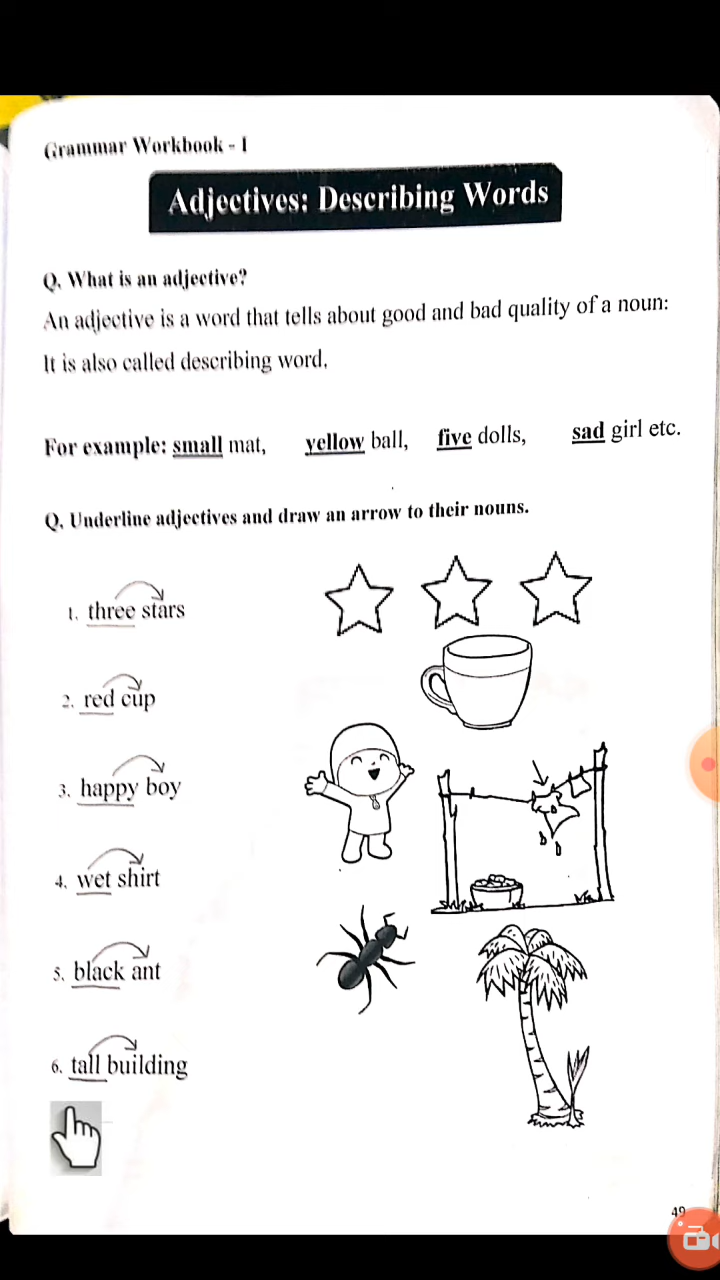 Grammar Workbook - 1
Adjectives: Describing Words
Q. What is an adjective?
An adjective is a word that tells about good and bad quality of a noun:
It is also called describing word.
For example: small mat, yellow ball, five dolls, sad girl etc.
Q. Underline adjectives and draw an arrow to their nouns.
1. three stars
2. red cup
3. happy boy
4. wet shirt
5. black ant
6. tall building
49